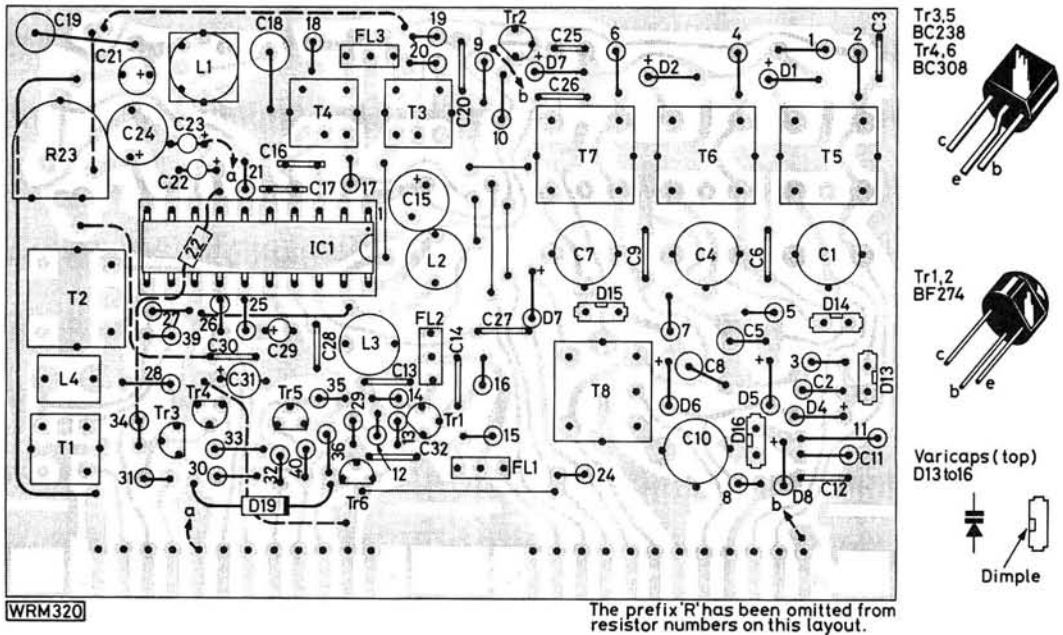 C19
C21
L1
C18
18
FL3
19
20
9
Tr2
C25
6
4
1
2
C3
D7
b
D2
D1
C26
C20
10
C24
R23
C23
a
C22
21
C16
C17
T4
T3
17
C15
T7
T6
T5
1
22
IC1
L2
C7
C9
C4
C6
C1
T2
27
39
26
25
C29
C30
C28
L3
FL2
C14
C27
D7
D15
7
5
D14
C5
3
L4
28
C31
35
C13
14
16
T8
C8
C2
D13
D6
D5
D4
T1
34
Tr3
Tr4
Tr5
29
13
Tr1
33
32
40
36
12
C32
15
C10
D16
11
C11
31
30
Tr6
FL1
24
8
D8
C12
D19
a
b
WRM320
The prefix 'R' has been omitted from
resistor numbers on this layout.
Tr3,5
BC238
Tr4,6
BC308
c
e
b
Tr1,2
BF274
c
b
e
Varicaps (top)
D13to16
Dimple